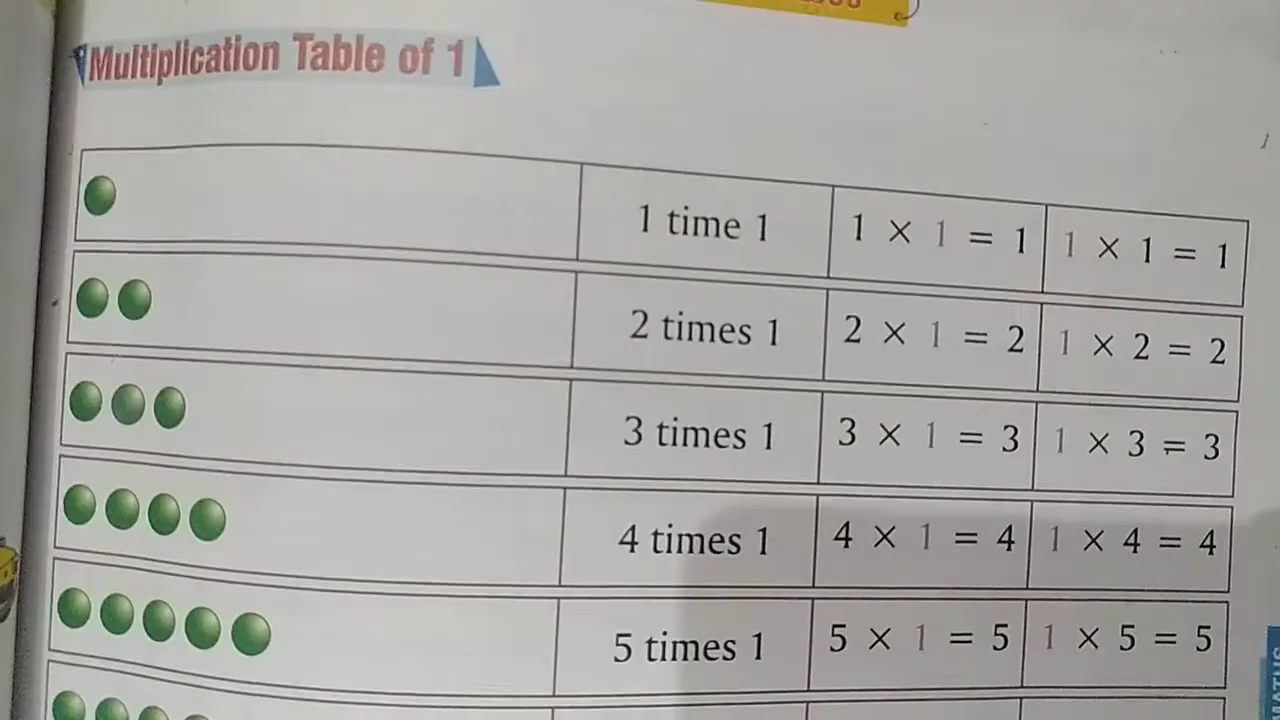 Multiplication Table of 1
1 time 1 1 × 1 = 1 1 × 1 = 1
2 times 1 2 × 1 = 2 1 × 2 = 2
3 times 1 3 × 1 = 3 1 × 3 = 3
4 times 1 4 × 1 = 4 1 × 4 = 4
5 times 1 5 × 1 = 5 1 × 5 = 5